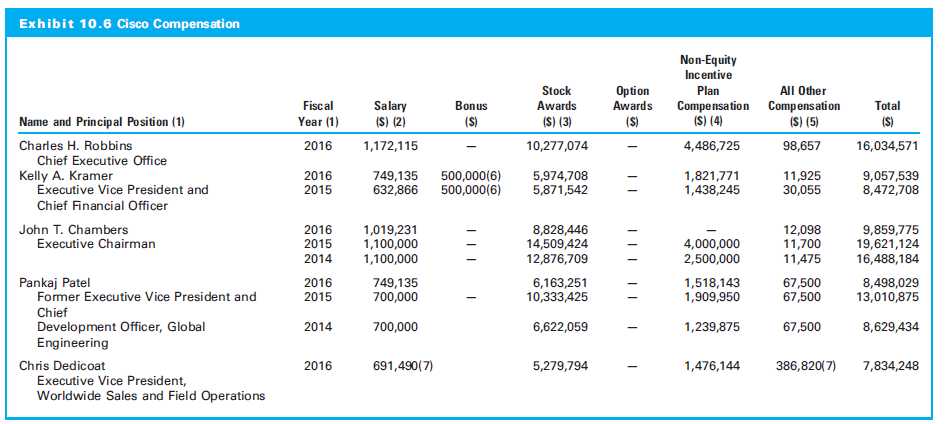 Exhibit 10.6 Cisco Compensation
Non-Equity
Incentive
Stock Option Plan All Other
Fiscal Salary Bonus Awards Awards Compensation Compensation Total
Name and Principal Position (1) Year (1) ($) (2) ($) ($) (3) ($) ($) (4) ($) (5) ($)
Charles H. Robbins 2016 1,172,115 — 10,277,074 — 4,486,725 98,657 16,034,571
Chief Executive Office
Kelly A. Kramer 2016 749,135 500,000(6) 5,974,708 — 1,821,771 11,925 9,057,539
Executive Vice President and 2015 632,866 500,000(6) 5,871,542 — 1,438,245 30,055 8,472,708
Chief Financial Officer
John T. Chambers 2016 1,019,231 — 8,828,446 — — 12,098 9,859,775
Executive Chairman 2015 1,100,000 — 14,509,424 — 4,000,000 11,700 19,621,124
2014 1,100,000 — 12,876,709 — 2,500,000 11,475 16,488,184
Pankaj Patel 2016 749,135 6,163,251 — 1,518,143 67,500 8,498,029
Former Executive Vice President and 2015 700,000 — 10,333,425 — 1,909,950 67,500 13,010,875
Chief
Development Officer, Global 2014 700,000 6,622,059 — 1,239,875 67,500 8,629,434
Engineering
Chris Dedicoat 2016 691,490(7) 5,279,794 — 1,476,144 386,820(7) 7,834,248
Executive Vice President,
Worldwide Sales and Field Operations